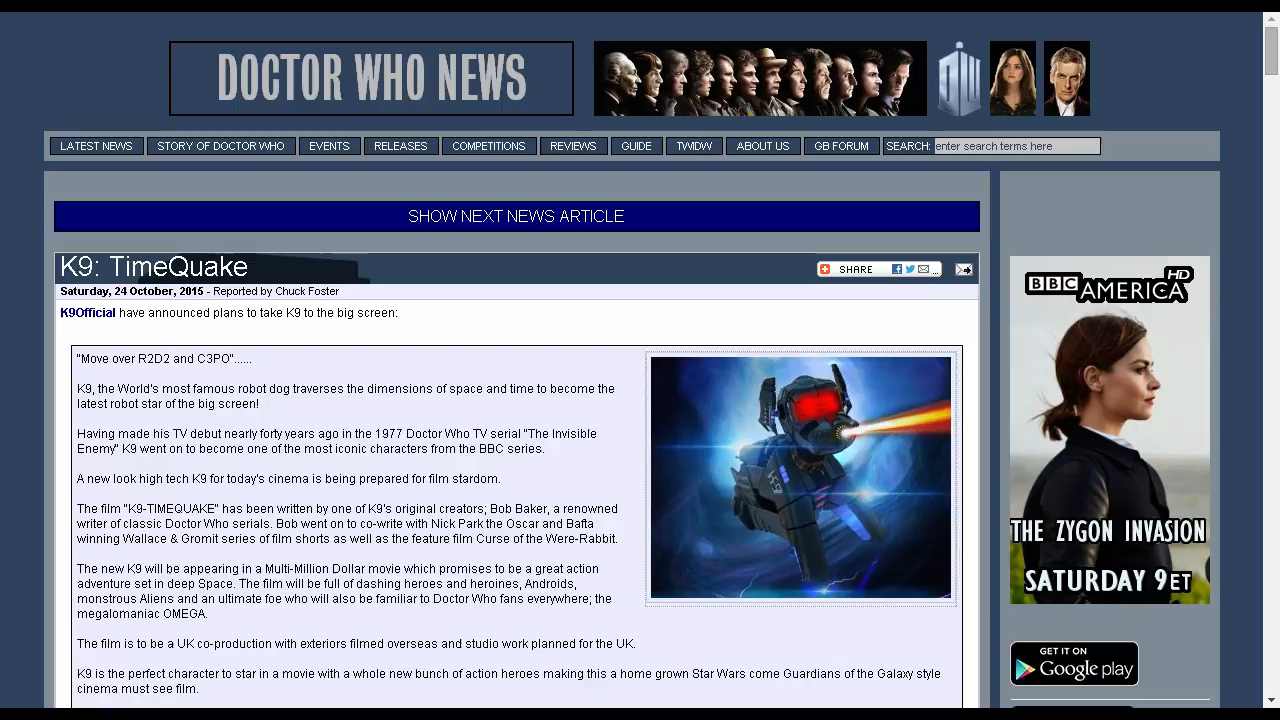 DOCTOR WHO NEWS
LATEST NEWS
STORY OF DOCTOR WHO
EVENTS
RELEASES
COMPETITIONS
REVIEWS
GUIDE
TWIDW
ABOUT US
GB FORUM
SEARCH: enter search terms here
SHOW NEXT NEWS ARTICLE
K9: TimeQuake
SHARE ...
Saturday, 24 October, 2015 - Reported by Chuck Foster
K9Official have announced plans to take K9 to the big screen:
"Move over R2D2 and C3PO"...
K9, the World's most famous robot dog traverses the dimensions of space and time to become the
latest robot star of the big screen!
Having made his TV debut nearly forty years ago in the 1977 Doctor Who TV serial "The Invisible
Enemy" K9 went on to become one of the most iconic characters from the BBC series.
A new look high tech K9 for today's cinema is being prepared for film stardom.
The film "K9-TIMEQUAKE" has been written by one of K9's original creators, Bob Baker, a renowned
writer of classic Doctor Who serials. Bob went on to co-write with Nick Park the Oscar and Bafta
winning Wallace & Gromit series of film shorts as well as the feature film Curse of the Were-Rabbit.
The new K9 will be appearing in a Multi-Million Dollar movie which promises to be a great action
adventure set in deep Space. The film will be full of dashing heroes and heroines, Androids,
monstrous Aliens and an ultimate foe who will also be familiar to Doctor Who fans everywhere; the
megalomaniac OMEGA.
The film is to be a UK co-production with exteriors filmed overseas and studio work planned for the UK.
K9 is the perfect character to star in a movie with a whole new bunch of action heroes making this a home grown Star Wars come Guardians of the Galaxy style
cinema must see film.
K9
BBC AMERICA HD
THE ZYGON INVASION
SATURDAY 9ET
GET IT ON
Google play